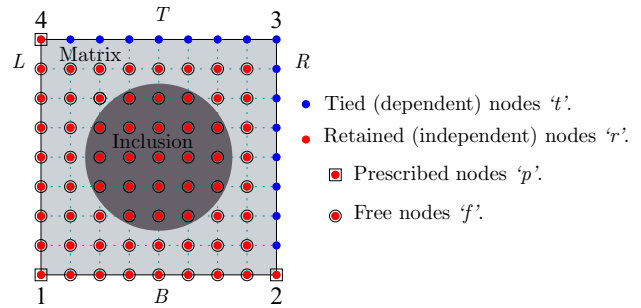 4 T 3
L Matrix R
Inclusion
1 B 2
Tied (dependent) nodes ‘t’.
Retained (independent) nodes ‘r’.
Prescribed nodes ‘p’.
Free nodes ‘f’.